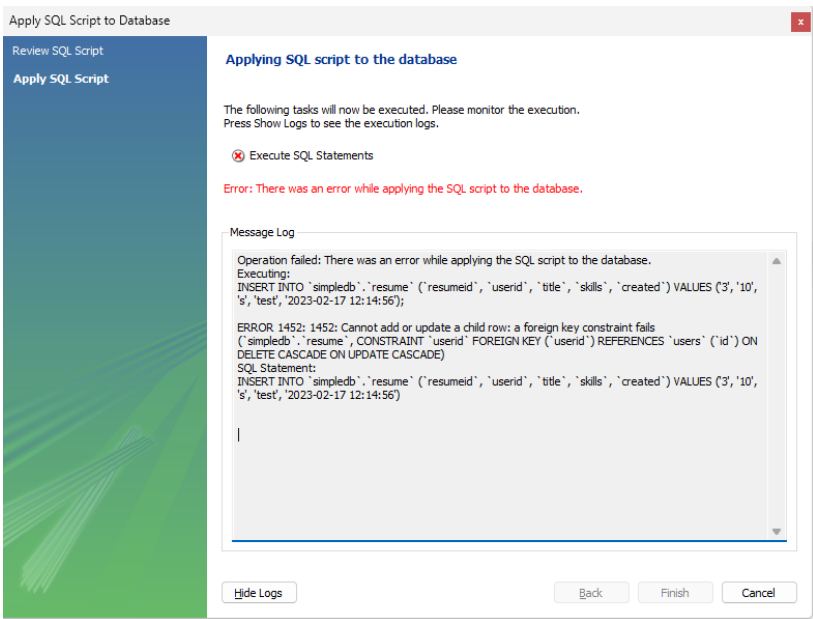 Apply SQL Script to Database
x
Review SQL Script
Apply SQL Script
Applying SQL script to the database
The following tasks will now be executed. Please monitor the execution.
Press Show Logs to see the execution logs.
Execute SQL Statements
Error: There was an error while applying the SQL script to the database.
Message Log
Operation failed: There was an error while applying the SQL script to the database.
Executing:
INSERT INTO `simpledb`.`resume` (`resumeid`, `userid`, `title`, `skills`, `created`) VALUES ('3', '10',
's', 'test', '2023-02-17 12:14:56');
ERROR 1452: 1452: Cannot add or update a child row: a foreign key constraint fails
(`simpledb`.`resume`, CONSTRAINT `userid` FOREIGN KEY (`userid`) REFERENCES `users` (`id`) ON
DELETE CASCADE ON UPDATE CASCADE)
SQL Statement:
INSERT INTO `simpledb`.`resume` (`resumeid`, `userid`, `title`, `skills`, `created`) VALUES ('3', '10',
's', 'test', '2023-02-17 12:14:56')
Hide Logs
Back
Finish
Cancel